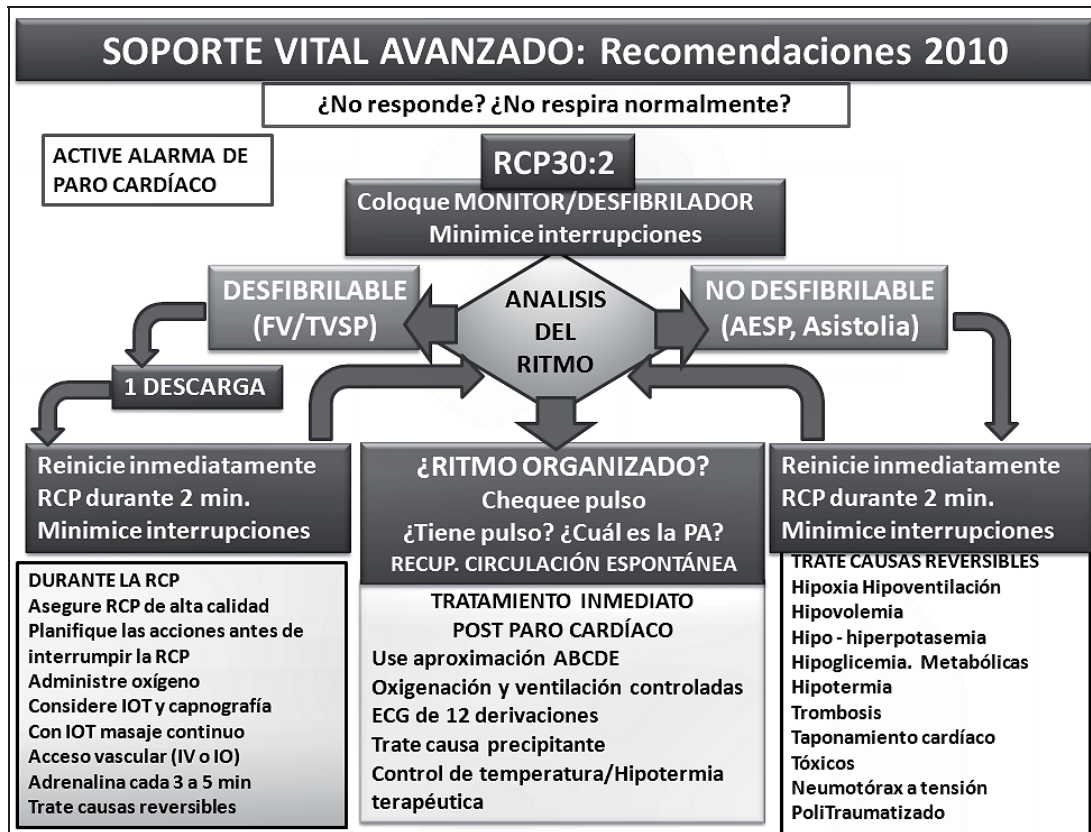 SOPORTE VITAL AVANZADO: Recomendaciones 2010
¿No responde? ¿No respira normalmente?
ACTIVE ALARMA DE
PARO CARDÍACO
RCP30:2
Coloque MONITOR/DESFIBRILADOR
Minimice interrupciones
DESFIBRILABLE
(FV/TVSP)
ANALISIS
DEL
RITMO
NO DESFIBRILABLE
(AESP, Asistolia)
1 DESCARGA
Reinicie inmediatamente
RCP durante 2 min.
Minimice interrupciones
¿RITMO ORGANIZADO?
Chequee pulso
¿Tiene pulso? ¿Cuál es la PA?
RECUP. CIRCULACIÓN ESPONTÁNEA
Reinicie inmediatamente
RCP durante 2 min.
Minimice interrupciones
DURANTE LA RCP
Asegure RCP de alta calidad
Planifique las acciones antes de
interrumpir la RCP
Administre oxígeno
Considere IOT y capnografía
Con IOT masaje continuo
Acceso vascular (IV o IO)
Adrenalina cada 3 a 5 min
Trate causas reversibles
TRATAMIENTO INMEDIATO
POST PARO CARDÍACO
Use aproximación ABCDE
Oxigenación y ventilación controladas
ECG de 12 derivaciones
Trate causa precipitante
Control de temperatura/Hipotermia
terapéutica
TRATE CAUSAS REVERSIBLES
Hipoxia Hipoventilación
Hipovolemia
Hipo - hiperpotasemia
Hipoglicemia. Metabólicas
Hipotermia
Trombosis
Taponamiento cardíaco
Tóxicos
Neumotórax a tensión
PoliTraumatizado